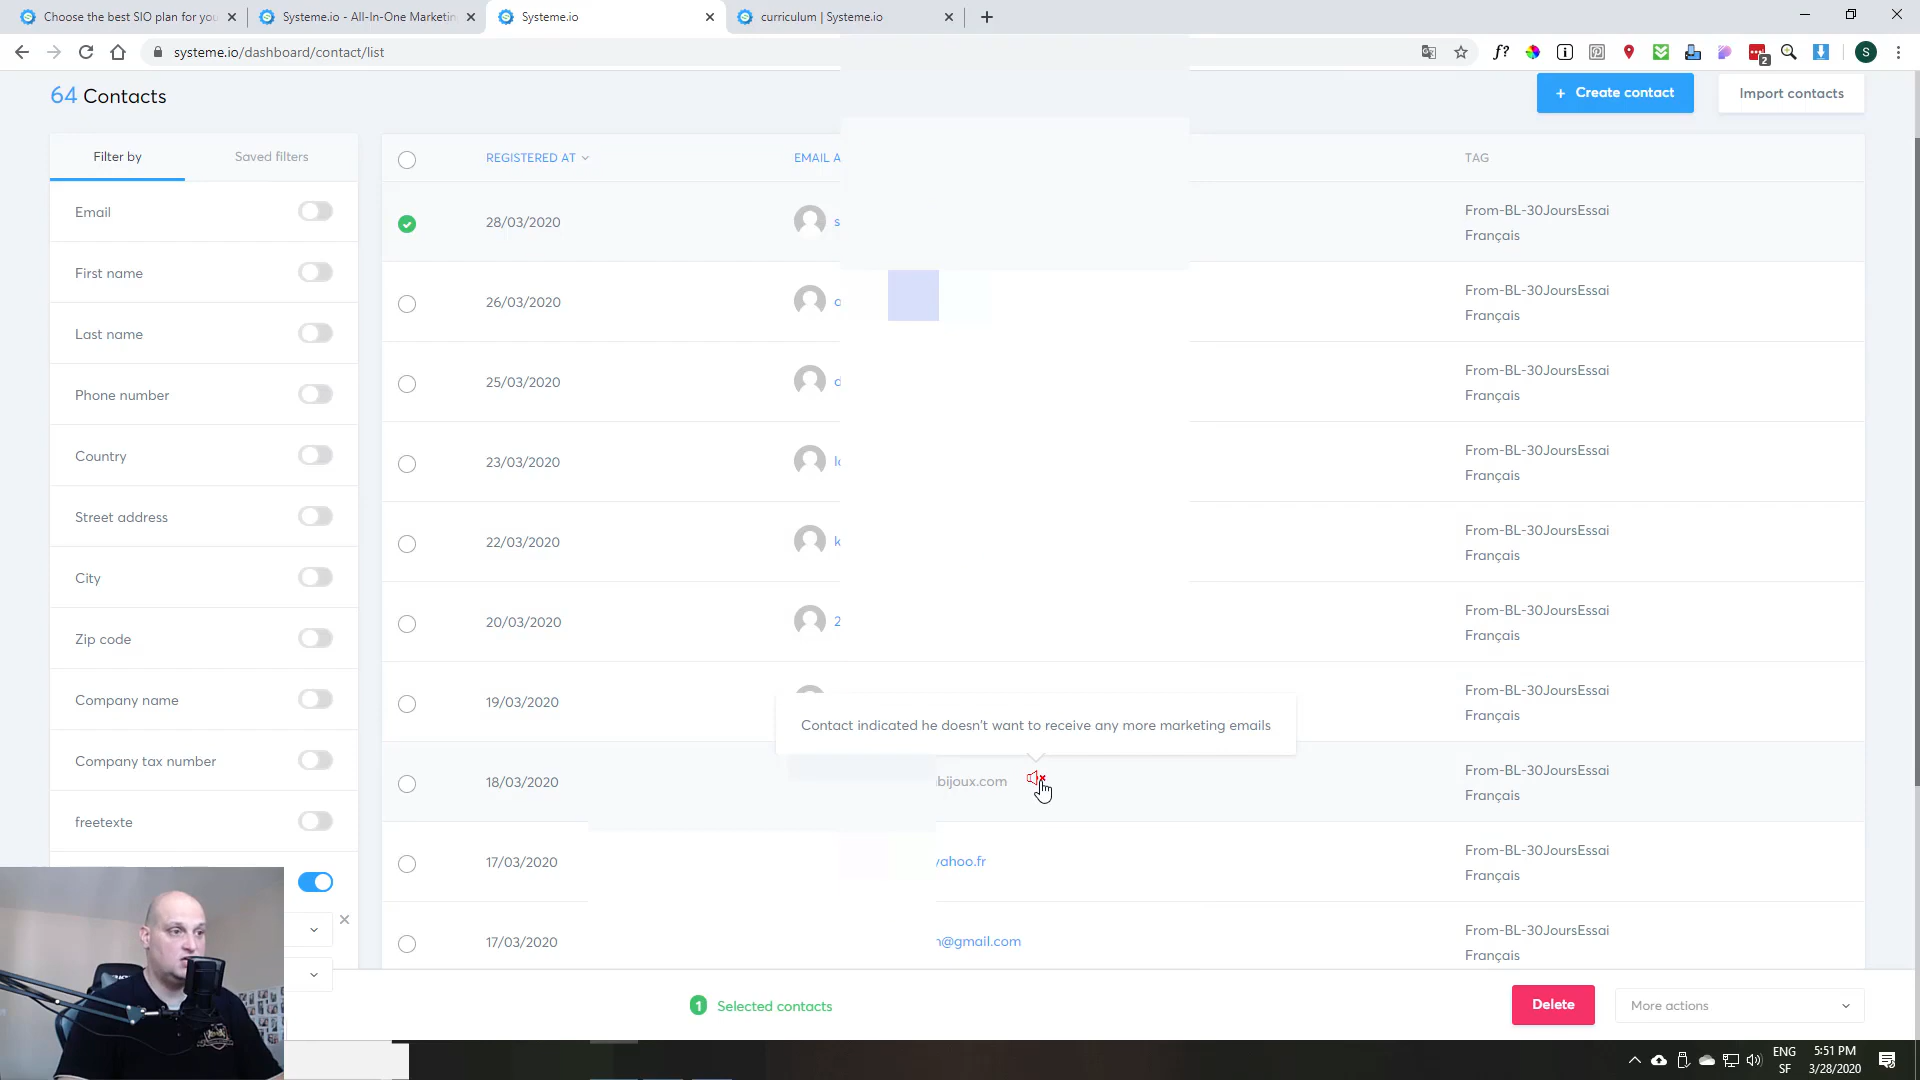 Choose the best SIO plan for you
Systeme.io - All-In-One Marketin
Systeme.io
curriculum | Systeme.io
systeme.io/dashboard/contact/list
64 Contacts
+ Create contact
Import contacts
Filter by
Saved filters
REGISTERED AT
EMAIL A
TAG
Email
28/03/2020
s
From-BL-30JoursEssai
Français
First name
26/03/2020
From-BL-30JoursEssai
Français
Last name
25/03/2020
From-BL-30JoursEssai
Français
Phone number
Country
23/03/2020
From-BL-30JoursEssai
Français
Street address
22/03/2020
k
From-BL-30JoursEssai
Français
City
20/03/2020
2
From-BL-30JoursEssai
Français
Zip code
Company name
19/03/2020
From-BL-30JoursEssai
Français
Contact indicated he doesn't want to receive any more marketing emails
Company tax number
18/03/2020
bijoux.com
From-BL-30JoursEssai
Français
freetexte
17/03/2020
yahoo.fr
From-BL-30JoursEssai
Français
17/03/2020
@gmail.com
From-BL-30JoursEssai
Français
1 Selected contacts
Delete
More actions
ENG
SF
5:51 PM
3/28/2020